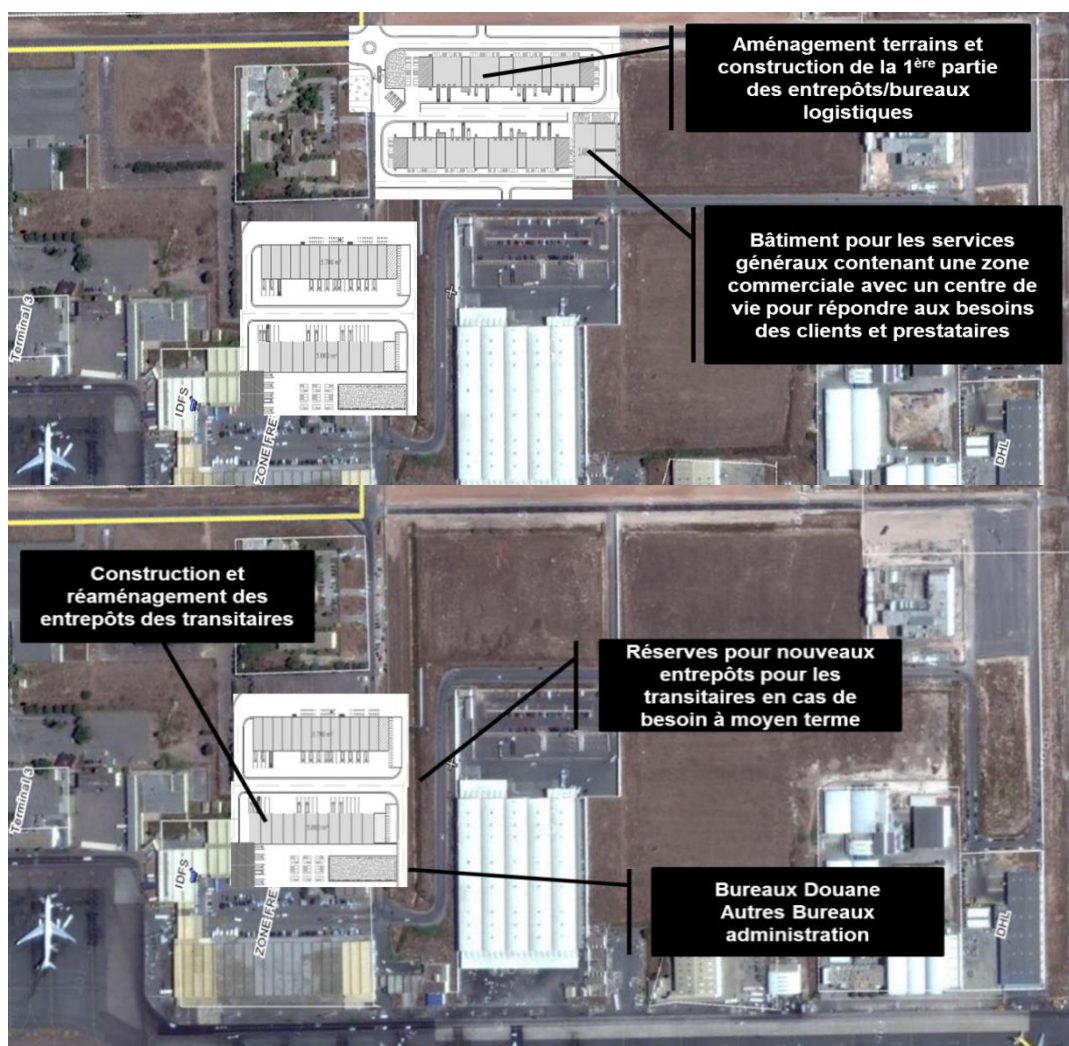 Aménagement terrains et
construction de la 1ère partie
des entrepôts/bureaux
logistiques
Bâtiment pour les services
généraux contenant une zone
commerciale avec un centre de
vie pour répondre aux besoins
des clients et prestataires
Terminal 3
IDFS
ZONE FRE
DHL
Construction et
réaménagement des
entrepôts des transitaires
Réserves pour nouveaux
entrepôts pour les
transitaires en cas de
besoin à moyen terme
Terminal 3
IDFS
ZONE FRE
Bureaux Douane
Autres Bureaux
administration
DHL